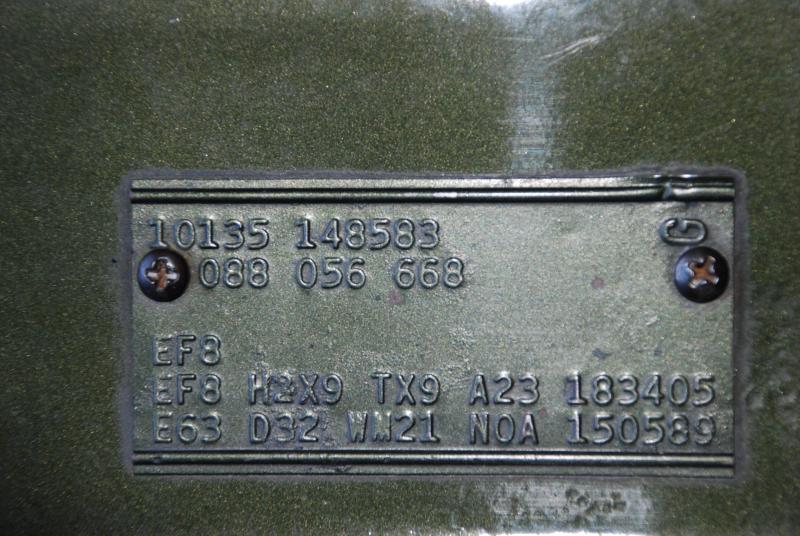 10135 148583 G
088 056 668
EF8
EF8 H2X9 TX9 A23 183405
E63 D32 WM21 N0A 150589